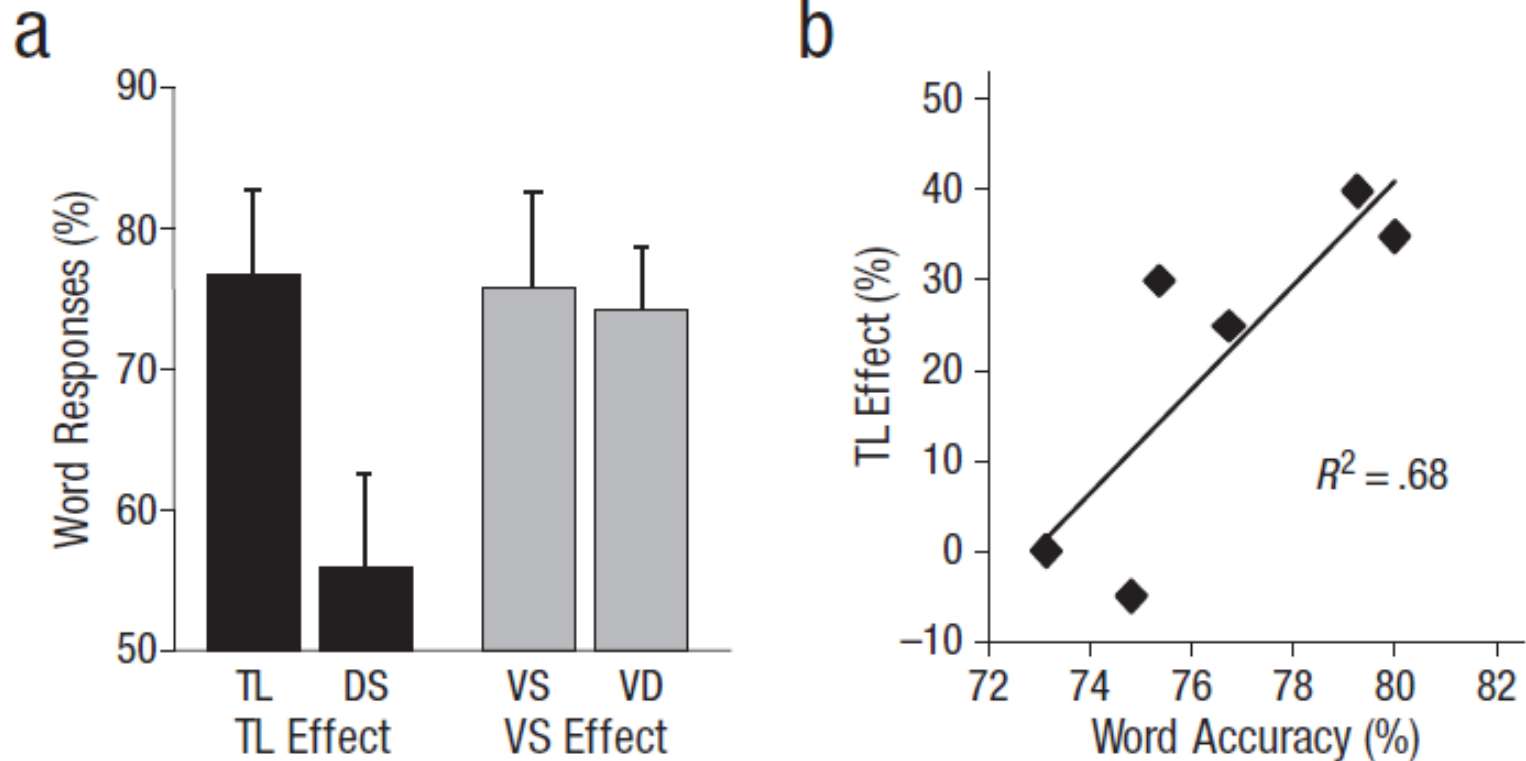 a
90
80
70
60
50
Word Responses (%)
TL DS VS VD
TL Effect VS Effect
b
50
40
30
20
10
0
–10
TL Effect (%)
R² = .68
72 74 76 78 80 82
Word Accuracy (%)